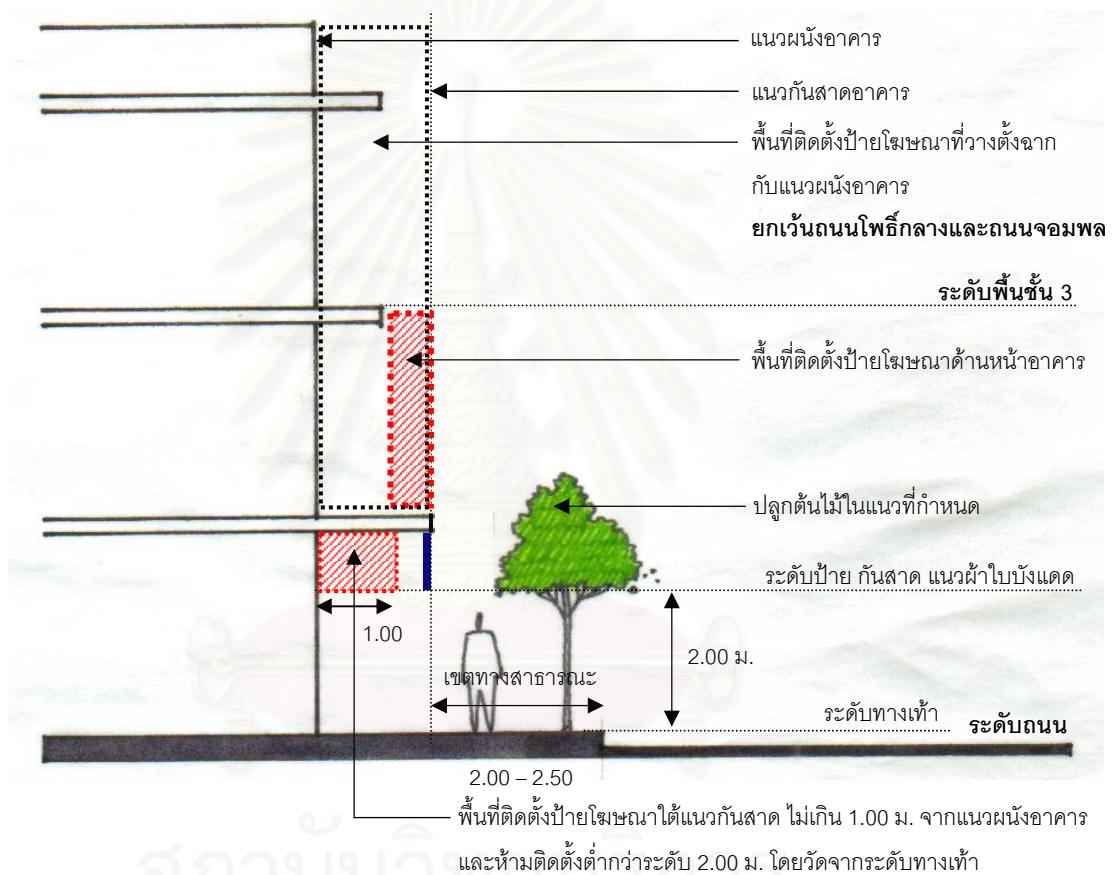 แนวผนังอาคาร
แนวกันสาดอาคาร
พื้นที่ติดตั้งป้ายโฆษณาที่วางตั้งฉาก
กับแนวผนังอาคาร
ยกเว้นถนนโพธิ์กลางและถนนจอมพล
ระดับพื้นชั้น 3
พื้นที่ติดตั้งป้ายโฆษณาด้านหน้าอาคาร
ปลูกต้นไม้ในแนวที่กำหนด
ระดับป้าย กันสาด แนวผ้าใบบังแดด
1.00
2.00 ม.
เขตทางสาธารณะ
ระดับทางเท้า
ระดับถนน
2.00 – 2.50
พื้นที่ติดตั้งป้ายโฆษณาใต้แนวกันสาด ไม่เกิน 1.00 ม. จากแนวผนังอาคาร
และห้ามติดตั้งต่ำกว่าระดับ 2.00 ม. โดยวัดจากระดับทางเท้า